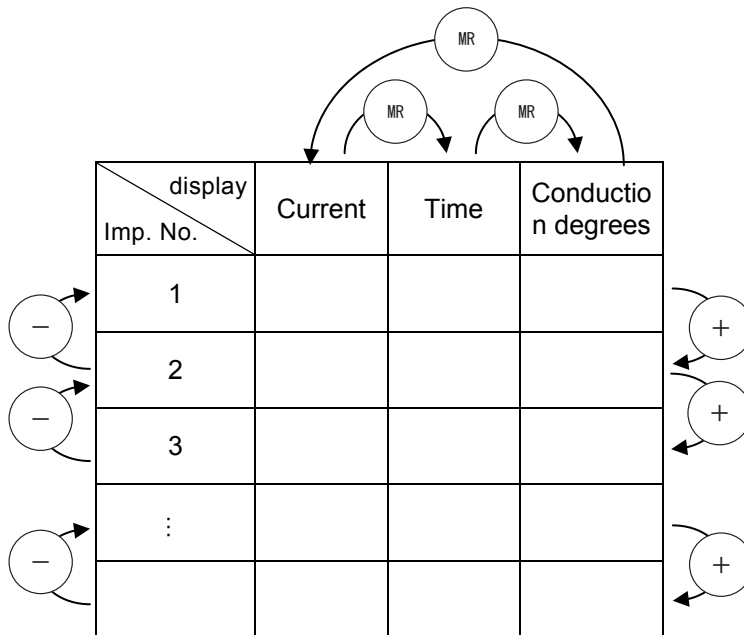 MR
MR
MR
display
Imp. No.
Current
Time
Conductio
n degrees
1
2
3
⋮
－
－
－
＋
＋
＋